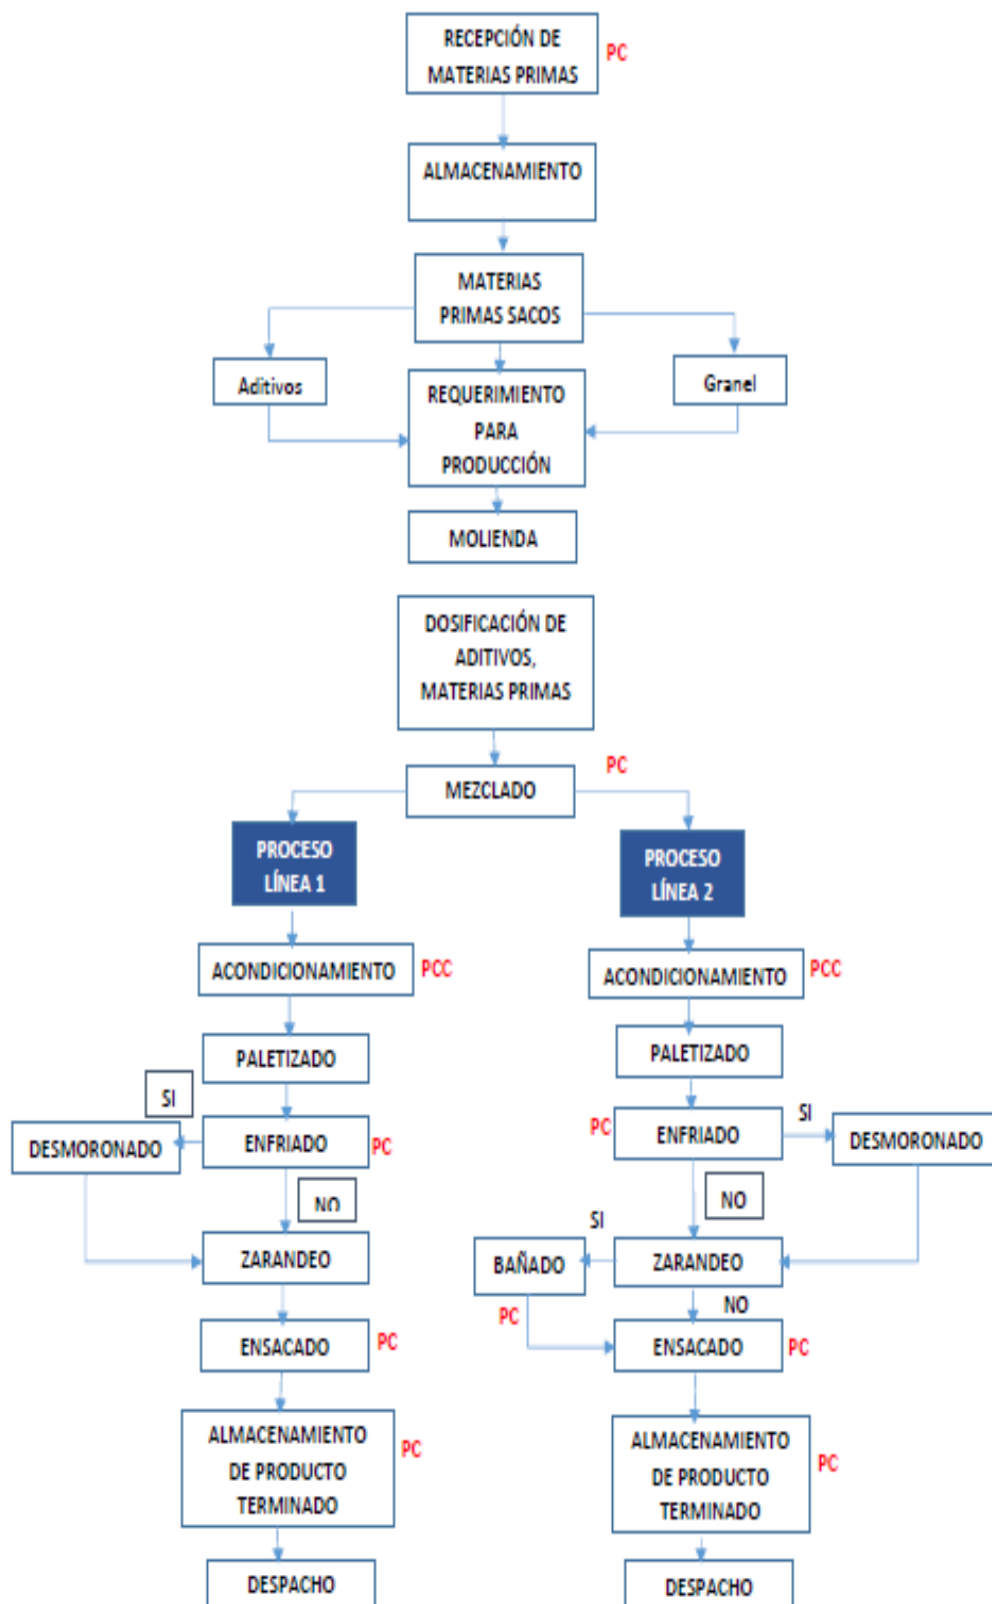 RECEPCIÓN DE
MATERIAS PRIMAS
PC
ALMACENAMIENTO
MATERIAS
PRIMAS SACOS
Aditivos
Granel
REQUERIMIENTO
PARA
PRODUCCIÓN
MOLIENDA
DOSIFICACIÓN DE
ADITIVOS,
MATERIAS PRIMAS
MEZCLADO
PC
PROCESO
LÍNEA 1
PROCESO
LÍNEA 2
ACONDICIONAMIENTO
PCC
ACONDICIONAMIENTO
PCC
PALETIZADO
PALETIZADO
SI
DESMORONADO
ENFRIADO
PC
PC
ENFRIADO
SI
DESMORONADO
NO
NO
ZARANDEO
SI
BAÑADO
ZARANDEO
PC
NO
ENSACADO
PC
ENSACADO
PC
ALMACENAMIENTO
DE PRODUCTO
TERMINADO
PC
ALMACENAMIENTO
DE PRODUCTO
TERMINADO
PC
DESPACHO
DESPACHO